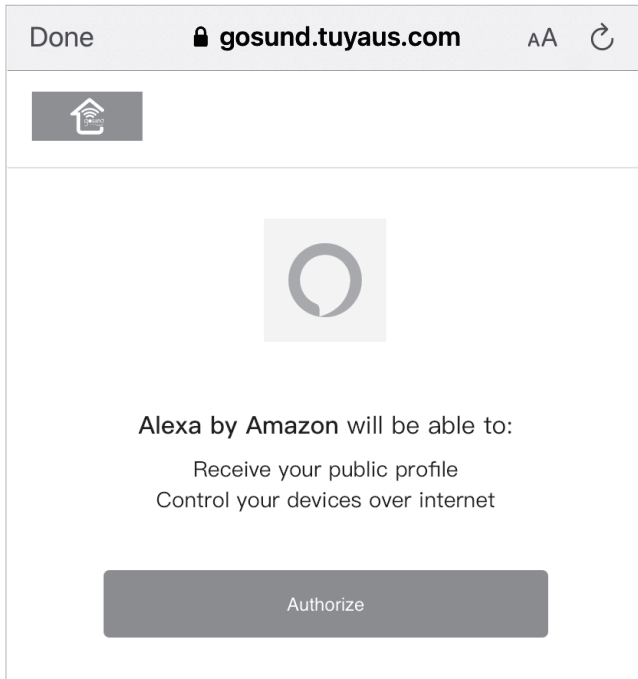 Done
gosund.tuyaus.com
AA
gosund
Alexa by Amazon will be able to:
Receive your public profile
Control your devices over internet
Authorize